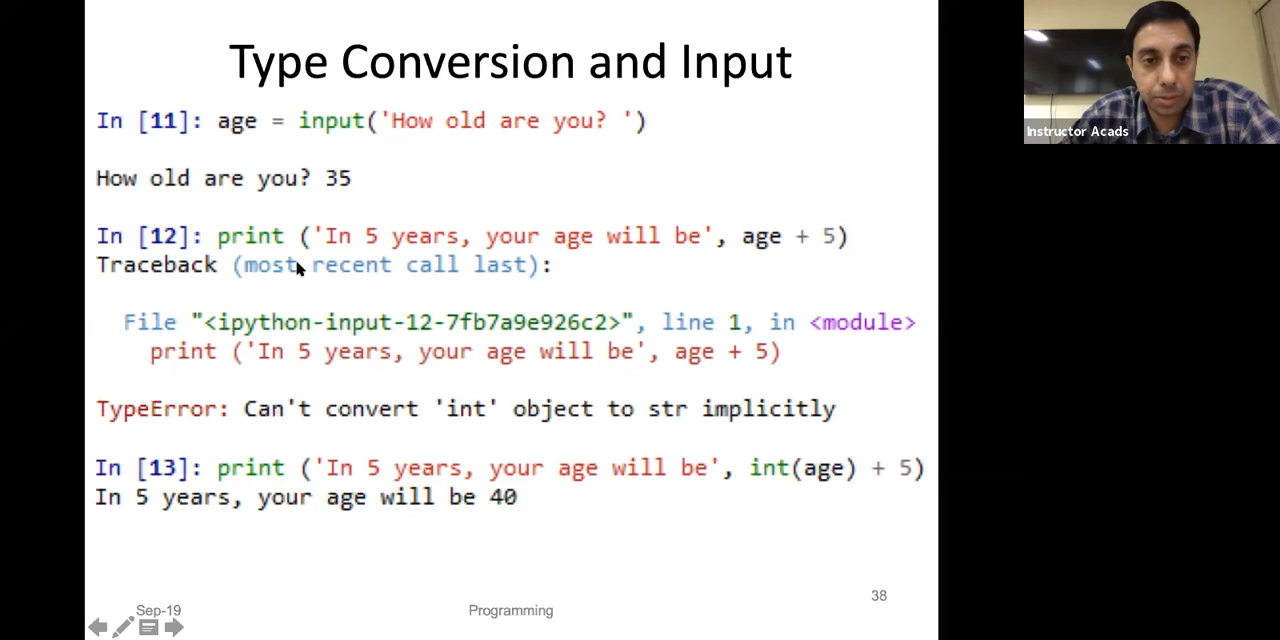 Type Conversion and Input
In [11]: age = input('How old are you? ')
How old are you? 35
In [12]: print ('In 5 years, your age will be', age + 5)
Traceback (most recent call last):
File "<ipython-input-12-7fb7a9e926c2>", line 1, in <module>
print ('In 5 years, your age will be', age + 5)
TypeError: Can't convert 'int' object to str implicitly
In [13]: print ('In 5 years, your age will be', int(age) + 5)
In 5 years, your age will be 40
Sep-19
Programming
38
Instructor Acads